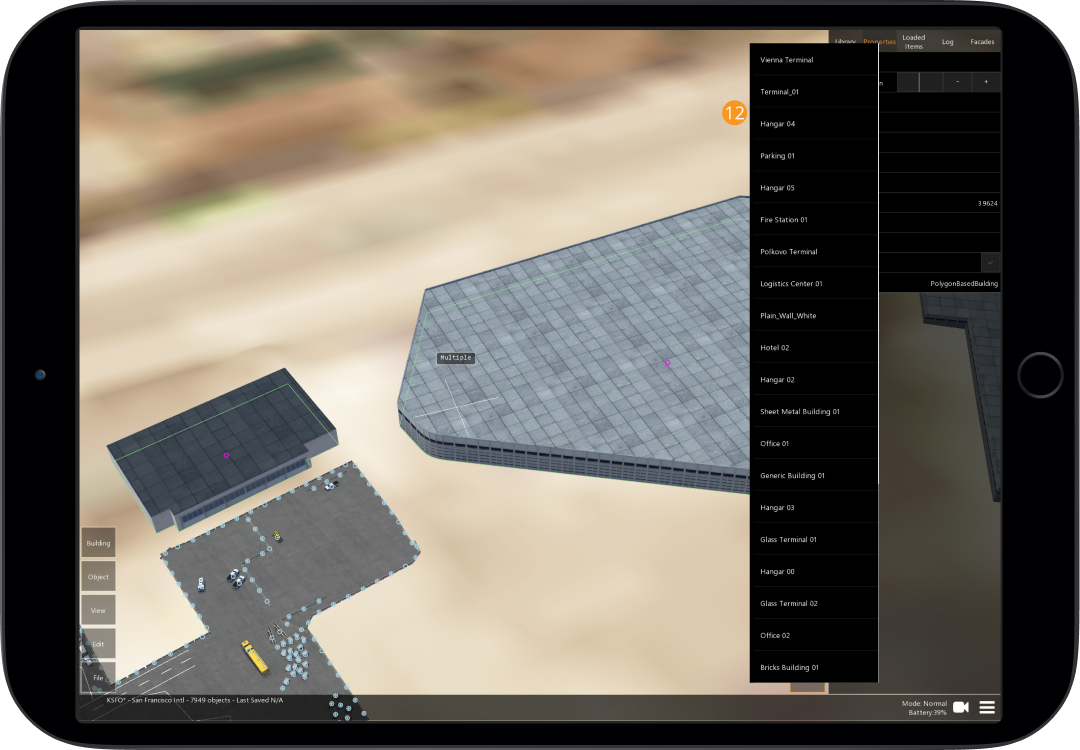 Library
Properties
Loaded
Items
Log
Facades
Vienna Terminal
n
-
+
Terminal_01
12
Hangar 04
Parking 01
Hangar 05
3.9624
Fire Station 01
Polkovo Terminal
Logistics Center 01
PolygonBasedBuilding
Plain_Wall_White
Hotel 02
Multiple
Hangar 02
Sheet Metal Building 01
Office 01
Generic Building 01
Hangar 03
Building
Glass Terminal 01
Object
Hangar 00
View
Glass Terminal 02
Edit
Office 02
File
Bricks Building 01
KSFO* - San Francisco Intl - 7949 objects - Last Saved N/A
Mode: Normal
Battery:39%